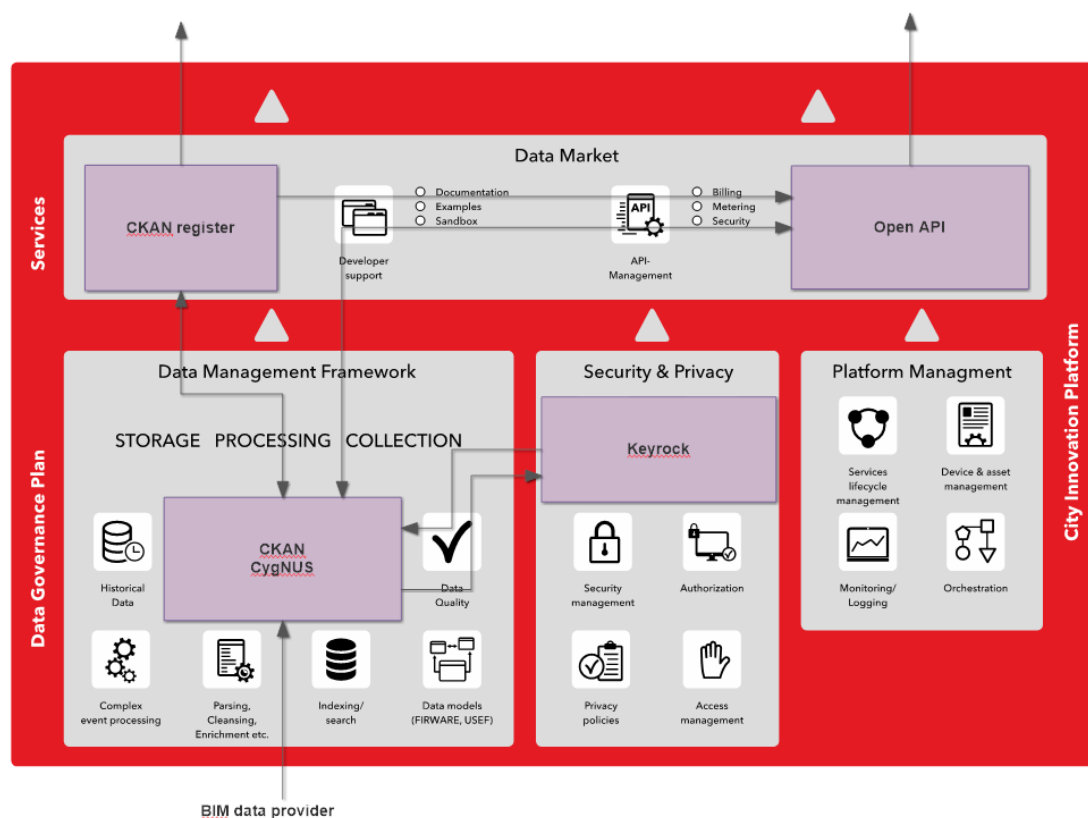 Data Market
CKAN register
Documentation
Examples
Sandbox
API
Billing
Metering
Security
Open API
Developer
support
API-
Management
Services
Data Management Framework
STORAGE PROCESSING COLLECTION
CKAN
CygNUS
Historical
Data
Data
Quality
Complex
event processing
Parsing,
Cleansing,
Enrichment etc.
Indexing/
search
Data models
(FIRWARE, USEF)
Security & Privacy
Keyrock
Security
management
Authorization
Privacy
policies
Access
management
Platform Managment
Services
lifecycle
management
Device & asset
management
Monitoring/
Logging
Orchestration
Data Governance Plan
City Innovation Platform
BIM data provider